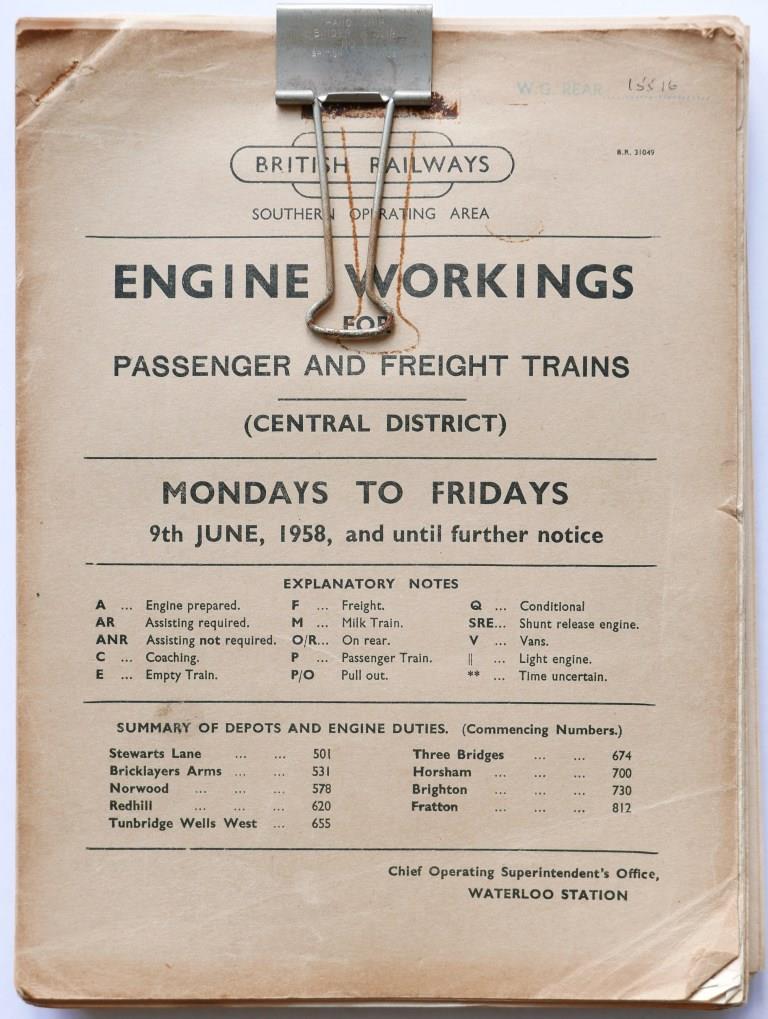 W.G. REAR 15516
B.R. 31049
BRITISH RAILWAYS
SOUTHERN OPERATING AREA
ENGINE WORKINGS
FOR
PASSENGER AND FREIGHT TRAINS
(CENTRAL DISTRICT)
MONDAYS TO FRIDAYS
9th JUNE, 1958, and until further notice
EXPLANATORY NOTES
A ... Engine prepared. F ... Freight. Q ... Conditional
AR Assisting required. M ... Milk Train. SRE... Shunt release engine.
ANR Assisting not required. O/R... On rear. V ... Vans.
C ... Coaching. P ... Passenger Train. || ... Light engine.
E ... Empty Train. P/O Pull out. ** ... Time uncertain.
SUMMARY OF DEPOTS AND ENGINE DUTIES. (Commencing Numbers.)
Stewarts Lane ... ... 501 Three Bridges ... ... 674
Bricklayers Arms ... ... 531 Horsham ... ... ... 700
Norwood ... ... ... 578 Brighton ... ... ... 730
Redhill ... ... ... 620 Fratton ... ... ... 812
Tunbridge Wells West ... 655
Chief Operating Superintendent's Office,
WATERLOO STATION